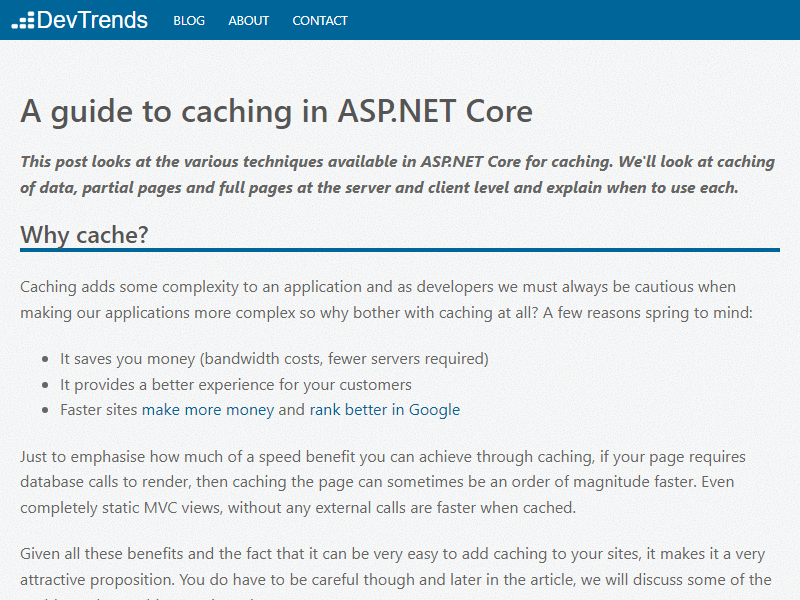 DevTrends BLOG ABOUT CONTACT
A guide to caching in ASP.NET Core
This post looks at the various techniques available in ASP.NET Core for caching. We'll look at caching
of data, partial pages and full pages at the server and client level and explain when to use each.
Why cache?
Caching adds some complexity to an application and as developers we must always be cautious when
making our applications more complex so why bother with caching at all? A few reasons spring to mind:
It saves you money (bandwidth costs, fewer servers required)
It provides a better experience for your customers
Faster sites make more money and rank better in Google
Just to emphasise how much of a speed benefit you can achieve through caching, if your page requires
database calls to render, then caching the page can sometimes be an order of magnitude faster. Even
completely static MVC views, without any external calls are faster when cached.
Given all these benefits and the fact that it can be very easy to add caching to your sites, it makes it a very
attractive proposition. You do have to be careful though and later in the article, we will discuss some of the